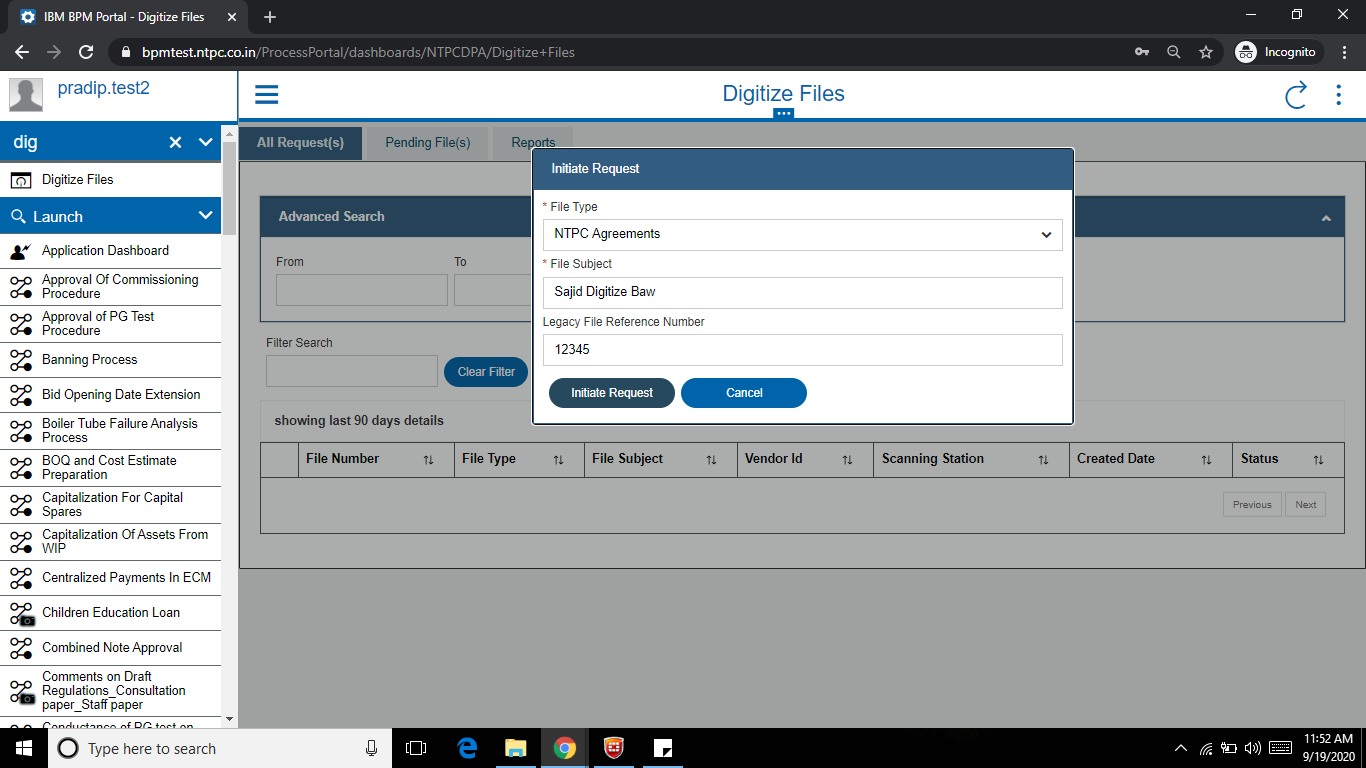 IBM BPM Portal - Digitize Files
bpmtest.ntpc.co.in/ProcessPortal/dashboards/NTPCDPA/Digitize+Files
Incognito
pradip.test2
Digitize Files
dig
Digitize Files
Launch
Application Dashboard
Approval Of Commissioning
Procedure
Approval of PG Test
Procedure
Banning Process
Bid Opening Date Extension
Boiler Tube Failure Analysis
Process
BOQ and Cost Estimate
Preparation
Capitalization For Capital
Spares
Capitalization Of Assets From
WIP
Centralized Payments In ECM
Children Education Loan
Combined Note Approval
Comments on Draft
Regulations_Consultation
paper_Staff paper
Conductance of PG test on
All Request(s)
Pending File(s)
Reports
Advanced Search
From
To
Filter Search
Clear Filter
showing last 90 days details
File Number
File Type
File Subject
Vendor Id
Scanning Station
Created Date
Status
Previous
Next
Initiate Request
* File Type
NTPC Agreements
* File Subject
Sajid Digitize Baw
Legacy File Reference Number
12345
Initiate Request
Cancel
Type here to search
11:52 AM
9/19/2020